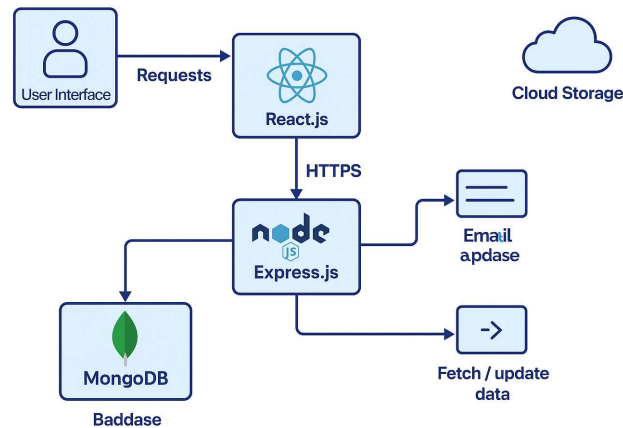 User Interface
Requests
React.js
Cloud Storage
HTTPS
node
JS
Express.js
Email
apdase
MongoDB
Baddase
Fetch / update
data